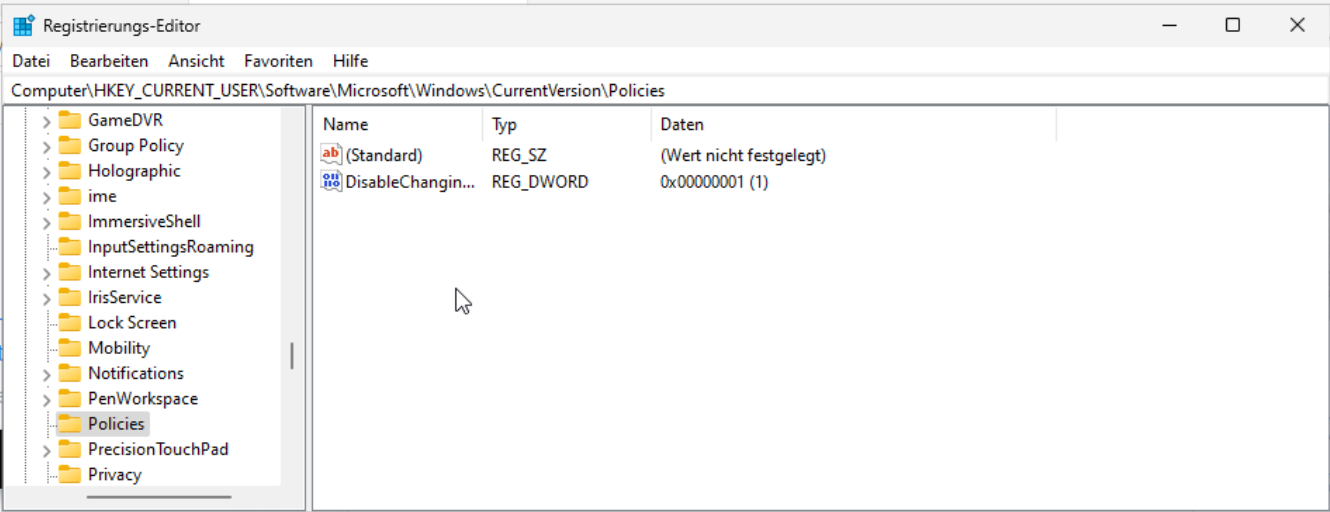 Registrierungs-Editor
Datei Bearbeiten Ansicht Favoriten Hilfe
Computer\HKEY_CURRENT_USER\Software\Microsoft\Windows\CurrentVersion\Policies
GameDVR
Group Policy
Holographic
ime
ImmersiveShell
InputSettingsRoaming
Internet Settings
IrisService
Lock Screen
Mobility
Notifications
PenWorkspace
Policies
PrecisionTouchPad
Privacy
Name Typ Daten
(Standard) REG_SZ (Wert nicht festgelegt)
DisableChangin... REG_DWORD 0x00000001 (1)